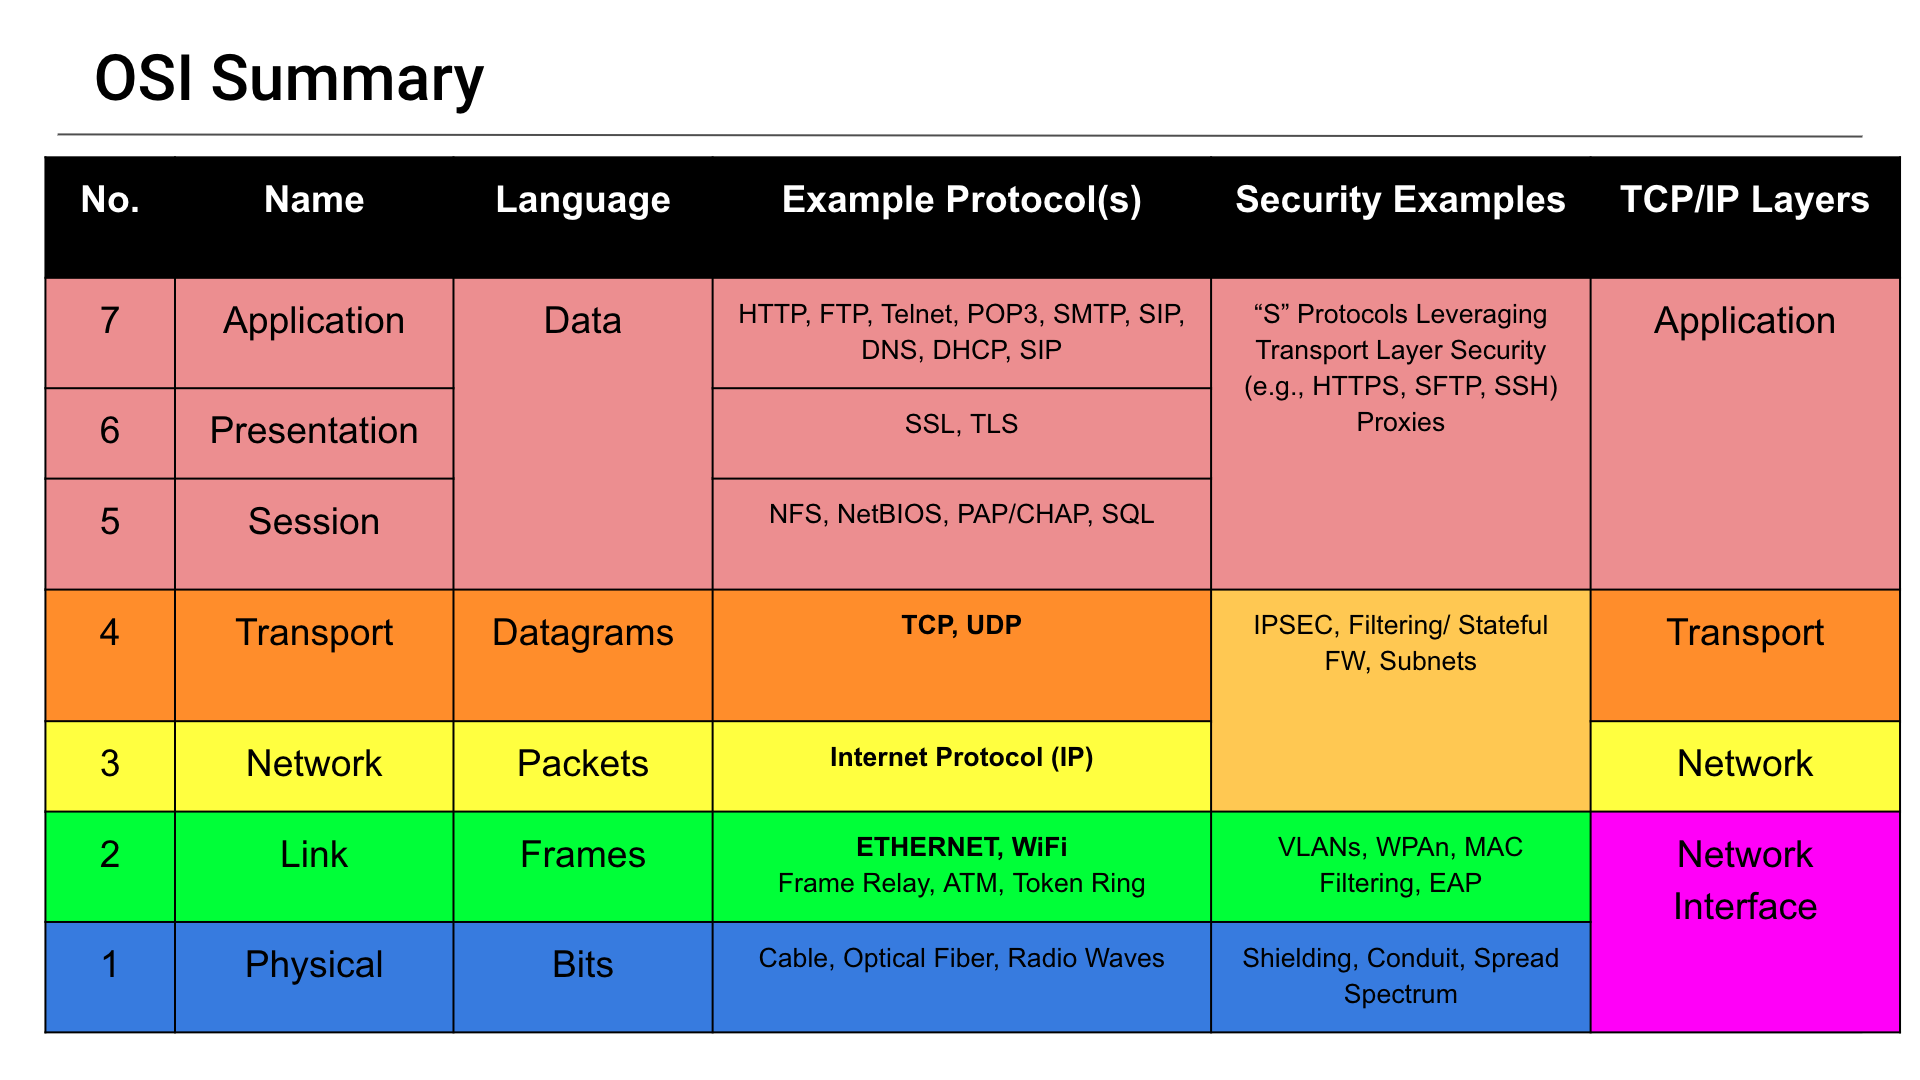 OSI Summary
No. Name Language Example Protocol(s) Security Examples TCP/IP Layers
7 Application Data HTTP, FTP, Telnet, POP3, SMTP, SIP,
DNS, DHCP, SIP
“S” Protocols Leveraging
Transport Layer Security
(e.g., HTTPS, SFTP, SSH)
Proxies
Application
6 Presentation SSL, TLS
5 Session NFS, NetBIOS, PAP/CHAP, SQL
4 Transport Datagrams TCP, UDP
IPSEC, Filtering/ Stateful
FW, Subnets
Transport
3 Network Packets Internet Protocol (IP) Network
2 Link Frames ETHERNET, WiFi
Frame Relay, ATM, Token Ring
VLANs, WPAn, MAC
Filtering, EAP
Network
Interface
1 Physical Bits Cable, Optical Fiber, Radio Waves
Shielding, Conduit, Spread
Spectrum